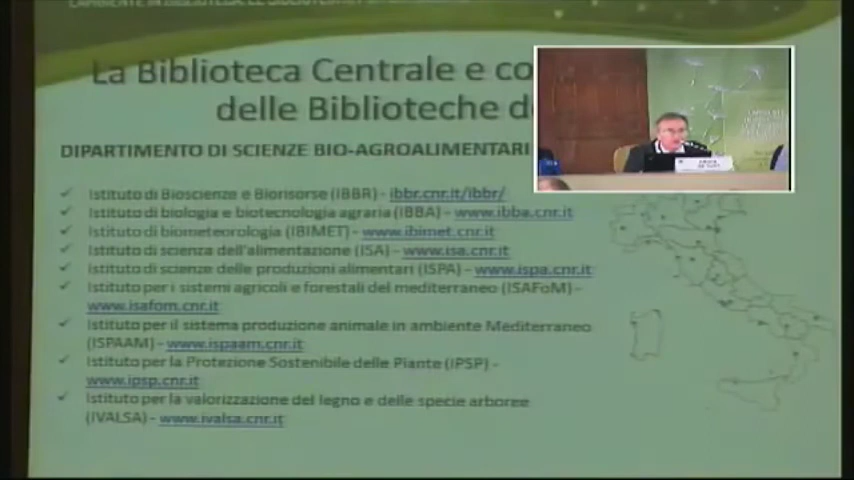 La Biblioteca Centrale e co
delle Biblioteche d
DIPARTIMENTO DI SCIENZE BIO-AGROALIMENTARI
✓ Istituto di Bioscienze e Biorisorse (IBBR) - ibbr.cnr.it/ibbr/
✓ Istituto di biologia e biotecnologia agraria (IBBA) - www.ibba.cnr.it
✓ Istituto di biometeorologia (IBIMET) - www.ibimet.cnr.it
✓ Istituto di scienza dell'alimentazione (ISA) - www.isa.cnr.it
✓ Istituto di scienze delle produzioni alimentari (ISPA) - www.ispa.cnr.it
✓ Istituto per i sistemi agricoli e forestali del mediterraneo (ISAFoM) -
www.isafom.cnr.it
✓ Istituto per il sistema produzione animale in ambiente Mediterraneo
(ISPAAM) - www.ispaam.cnr.it
✓ Istituto per la Protezione Sostenibile delle Piante (IPSP) -
www.ipsp.cnr.it
✓ Istituto per la valorizzazione del legno e delle specie arboree
(IVALSA) - www.ivalsa.cnr.it